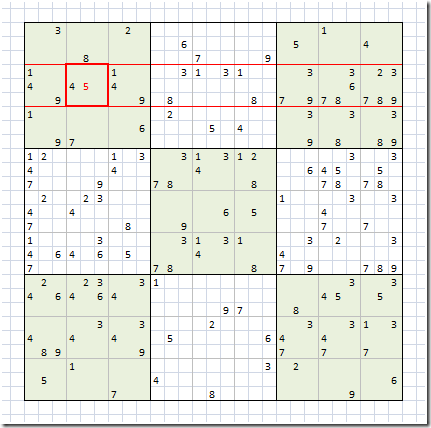 3 2 1
6 5 4
8 7 9
1 1 3 1 3 1 3 3 2 3
4 4 5 4 6
9 9 8 8 7 9 7 8 7 8 9
1 2 3 3 3
6 5 4
9 7 9 8 8 9
1 2 1 3 3 1 3 1 2 3 3
4 4 4 6 4 5 5
7 9 7 8 8 7 8 7 8
2 2 3 1 3
4 4 6 5 4
7 8 9 7 7
1 3 3 1 3 1 3 2 3
4 6 4 6 5 4 4
7 7 8 8 7 9 7 8 9
2 2 3 3 1 3 3
4 6 4 6 4 4 5 5
9 7 8
3 3 2 3 3 1 3
4 4 5 6 4 4
8 9 9 7 7 7
1 3 2
5 4 6
7 8 9